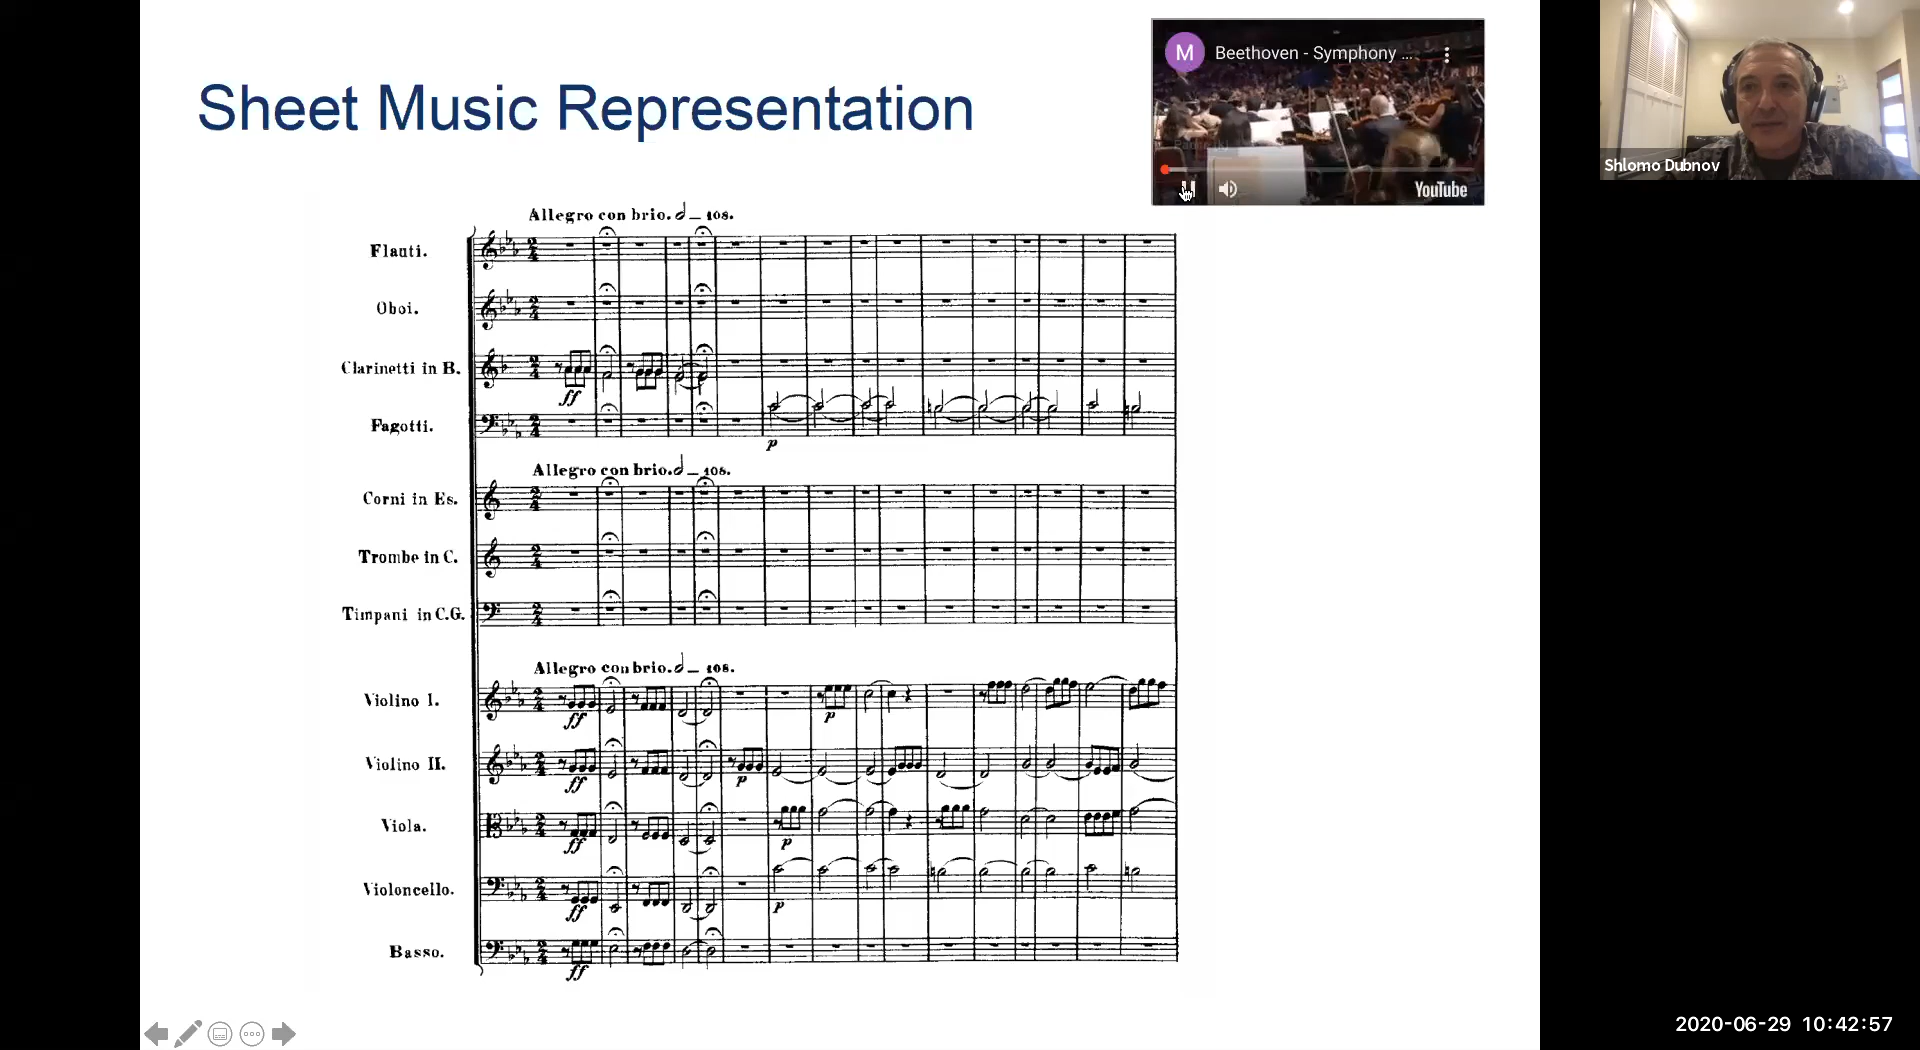 Sheet Music Representation
M
Beethoven - Symphony ...
YouTube
Shlomo Dubnov
Allegro con brio. 𝅗𝅥 = 108.
Flauti.
Oboi.
Clarinetti in B.
ff
Fagotti.
p
Allegro con brio. 𝅗𝅥 = 108.
Corni in Es.
Trombe in C.
Timpani in C.G.
Allegro con brio. 𝅗𝅥 = 108.
Violino I.
ff p
Violino II.
ff p
Viola.
ff p
Violoncello.
ff p
Basso.
ff
2020-06-29 10:42:57